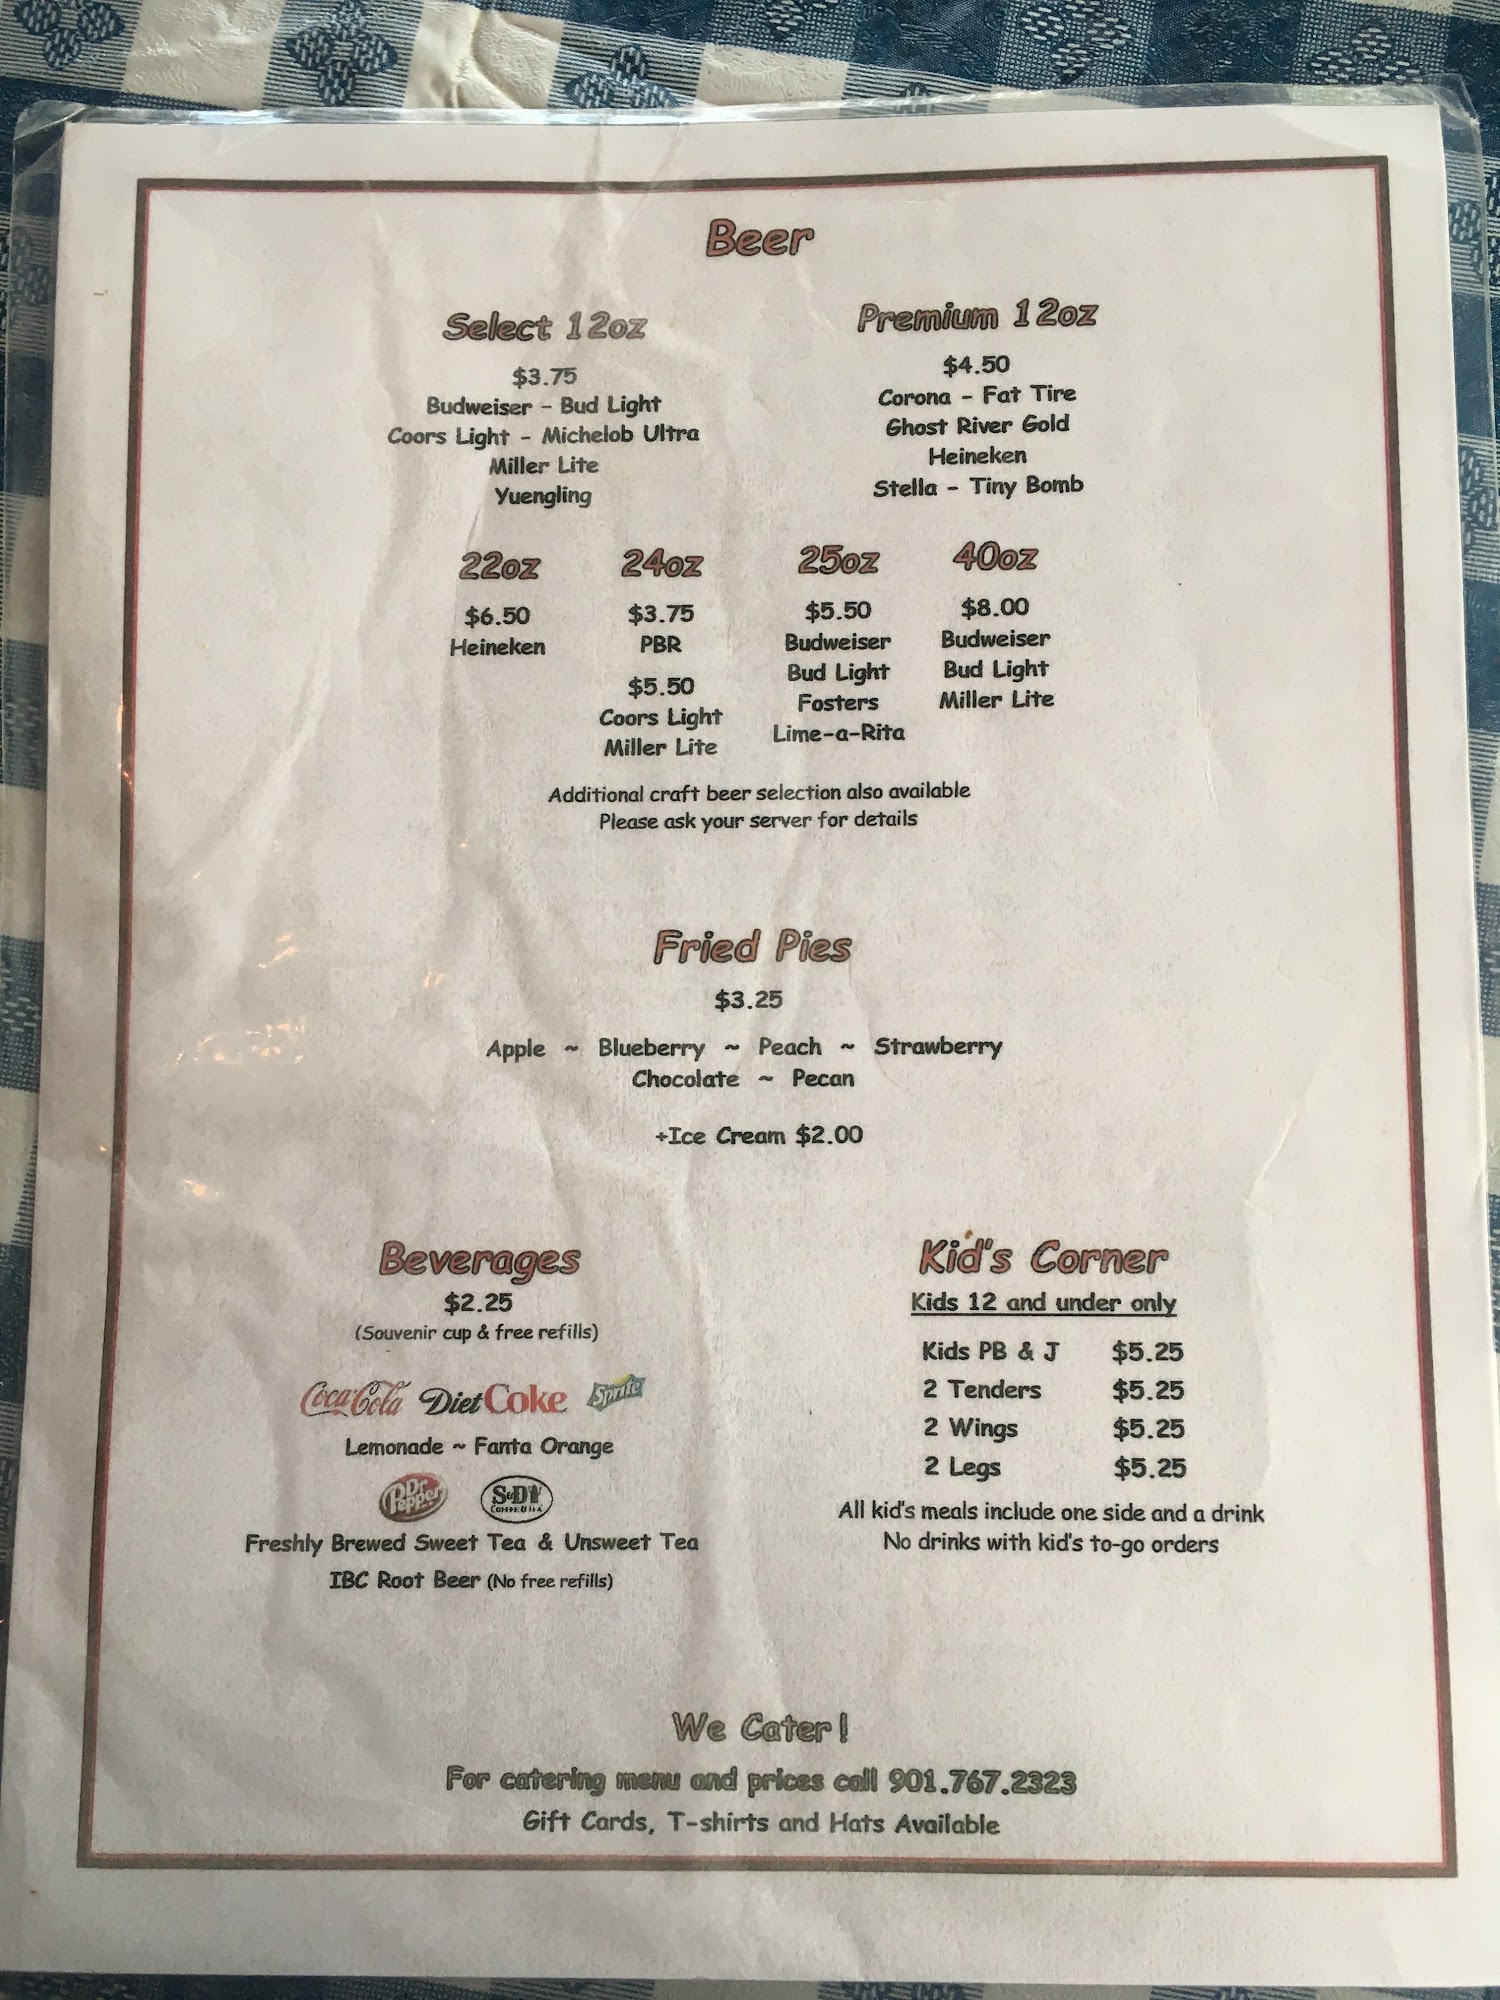 Beer
Select 12oz
$3.75
Budweiser - Bud Light
Coors Light - Michelob Ultra
Miller Lite
Yuengling
Premium 12oz
$4.50
Corona - Fat Tire
Ghost River Gold
Heineken
Stella - Tiny Bomb
22oz
$6.50
Heineken
24oz
$3.75
PBR
$5.50
Coors Light
Miller Lite
25oz
$5.50
Budweiser
Bud Light
Fosters
Lime-a-Rita
40oz
$8.00
Budweiser
Bud Light
Miller Lite
Additional craft beer selection also available
Please ask your server for details
Fried Pies
$3.25
Apple ~ Blueberry ~ Peach ~ Strawberry
Chocolate ~ Pecan
+Ice Cream $2.00
Beverages
$2.25
(Souvenir cup & free refills)
Coca-Cola Diet Coke Sprite
Lemonade ~ Fanta Orange
Dr Pepper S&D
Freshly Brewed Sweet Tea & Unsweet Tea
IBC Root Beer (No free refills)
Kid's Corner
Kids 12 and under only
Kids PB & J $5.25
2 Tenders $5.25
2 Wings $5.25
2 Legs $5.25
All kid's meals include one side and a drink
No drinks with kid's to-go orders
We Cater!
For catering menu and prices call 901.767.2323
Gift Cards, T-shirts and Hats Available